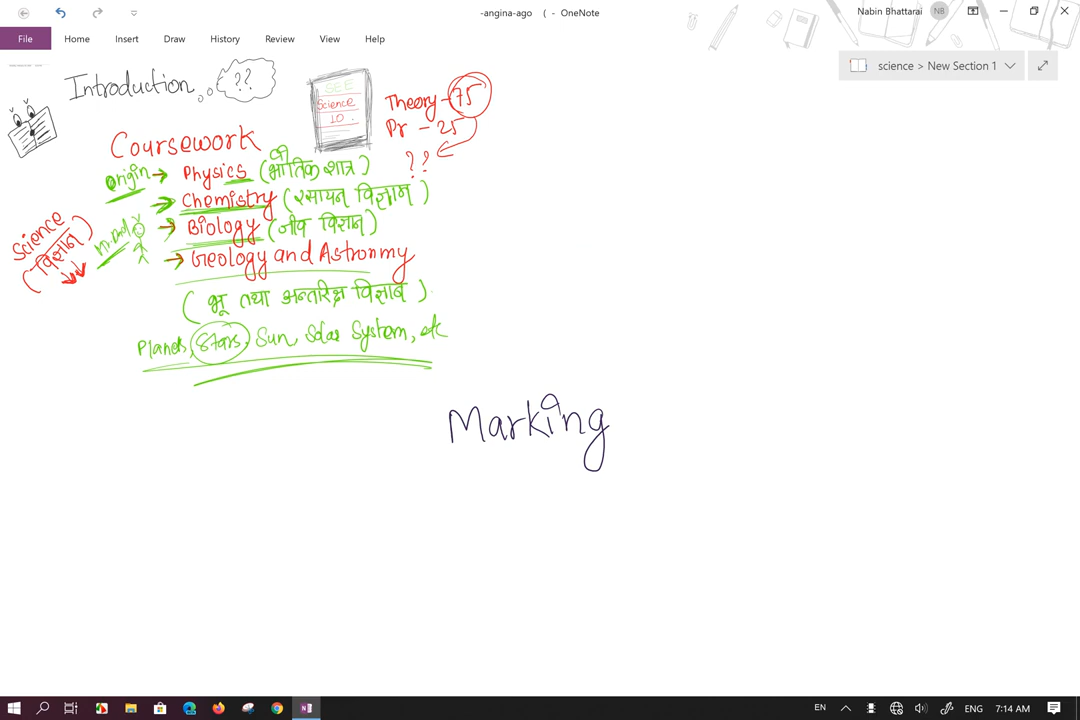 -angina-ago ( - OneNote
Nabin Bhattarai NB
File Home Insert Draw History Review View Help
science > New Section 1
Introduction ??
SEE
Science
10.
Theory - 75
Pr - 25
??
Coursework
origin → Physics (भौतिक शास्त्र)
→ Chemistry (रसायन विज्ञान)
→ Biology (जीव विज्ञान)
Science
(विज्ञान)
→ Geology and Astronmy
(भू तथा अन्तरिक्ष विज्ञान)
Planets, Stars, Sun, Solar System, etc
Marking
EN ENG 7:14 AM